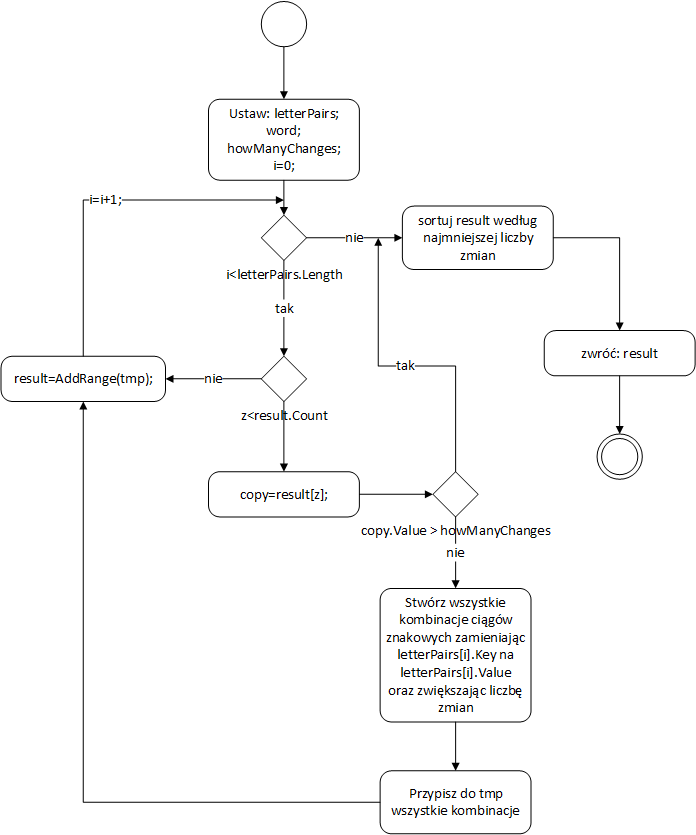 Ustaw: letterPairs;
word;
howManyChanges;
i=0;
i=i+1;
nie
sortuj result według
najmniejszej liczby
zmian
i<letterPairs.Length
tak
zwróć: result
result=AddRange(tmp);
nie
tak
z<result.Count
copy=result[z];
copy.Value > howManyChanges
nie
Stwórz wszystkie
kombinacje ciągów
znakowych zamieniając
letterPairs[i].Key na
letterPairs[i].Value
oraz zwiększając liczbę
zmian
Przypisz do tmp
wszystkie kombinacje